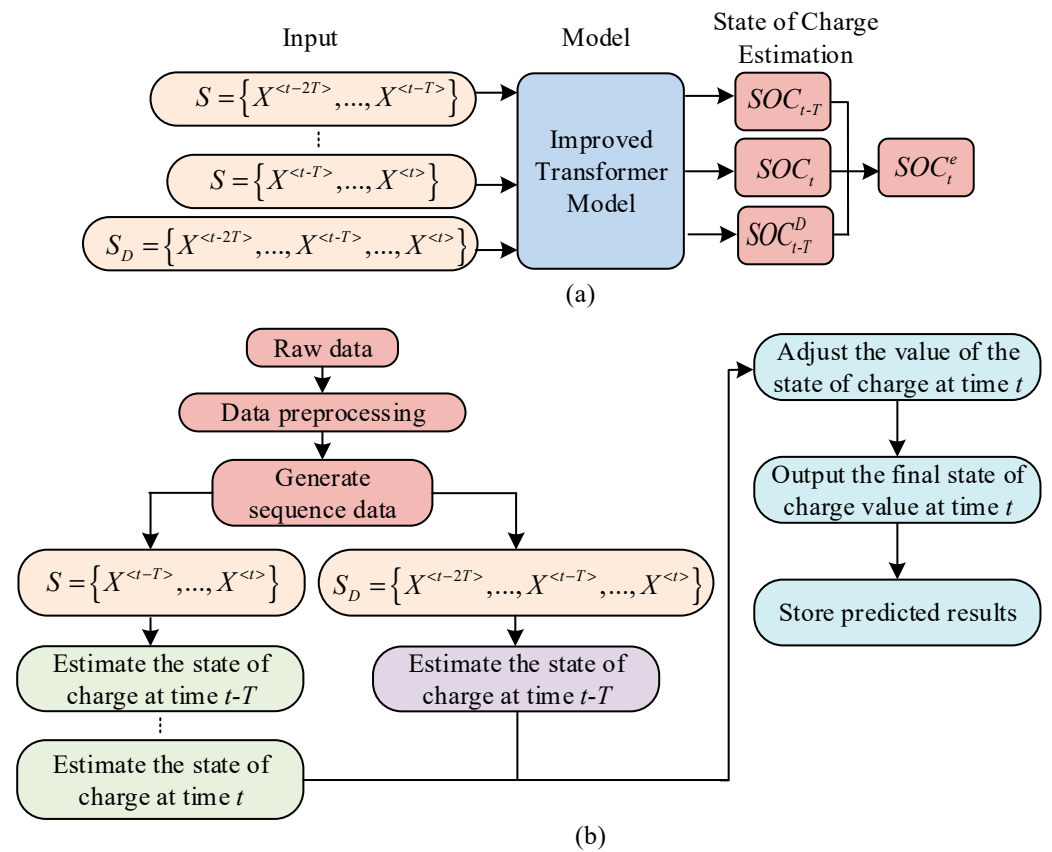 Input
Model
State of Charge
Estimation
S = {X^{<t−2T>},...,X^{<t−T>}}
S = {X^{<t-T>},...,X^{<t>}}
S_D = {X^{<t-2T>},...,X^{<t-T>},...,X^{<t>}}
Improved
Transformer
Model
SOC_{t-T}
SOC_t
SOC^D_{t-T}
SOC^e_t
(a)
Raw data
Data preprocessing
Generate
sequence data
S = {X^{<t−T>},...,X^{<t>}}
S_D = {X^{<t−2T>},...,X^{<t−T>},...,X^{<t>}}
Estimate the state of
charge at time t-T
Estimate the state of
charge at time t
Estimate the state of
charge at time t-T
Adjust the value of the
state of charge at time t
Output the final state of
charge value at time t
Store predicted results
(b)